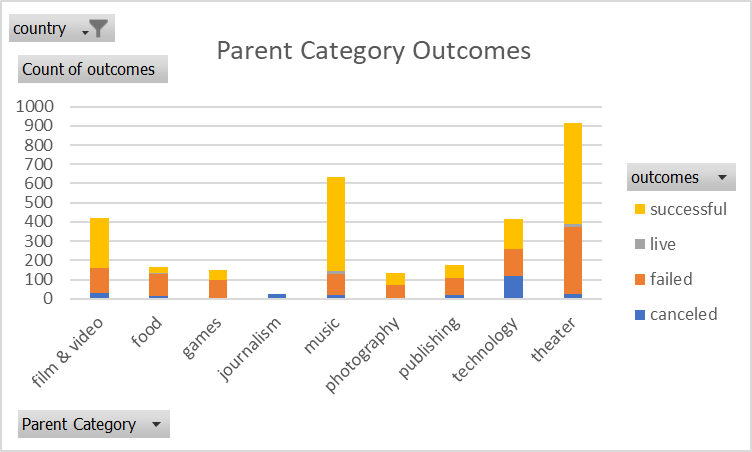 country
Parent Category Outcomes
Count of outcomes
1000
900
800
700
600
500
400
300
200
100
0
film & video
food
games
journalism
music
photography
publishing
technology
theater
outcomes
successful
live
failed
canceled
Parent Category